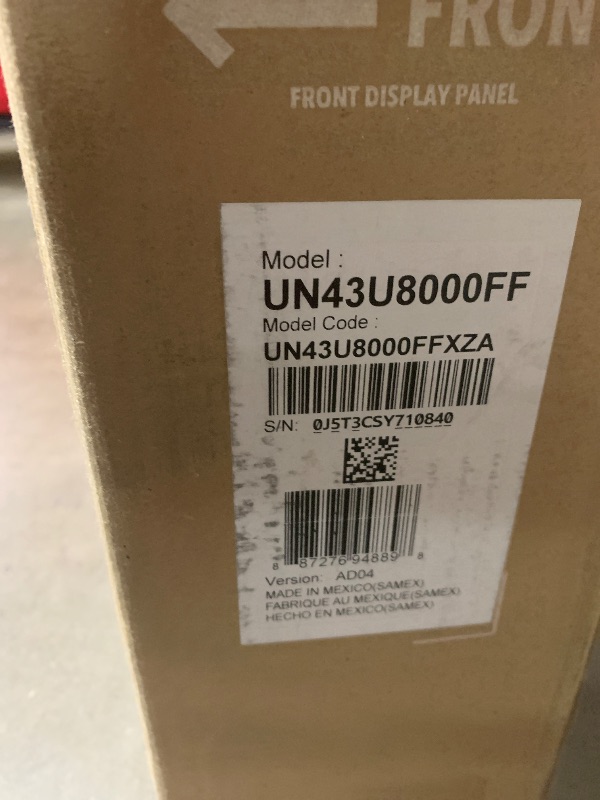 FRON
FRONT DISPLAY PANEL
Model :
UN43U8000FF
Model Code :
UN43U8000FFXZA
S/N: 0J5T3CSY710840
8 87276 94889 8
Version: AD04
MADE IN MEXICO(SAMEX)
FABRIQUE AU MEXIQUE(SAMEX)
HECHO EN MEXICO(SAMEX)